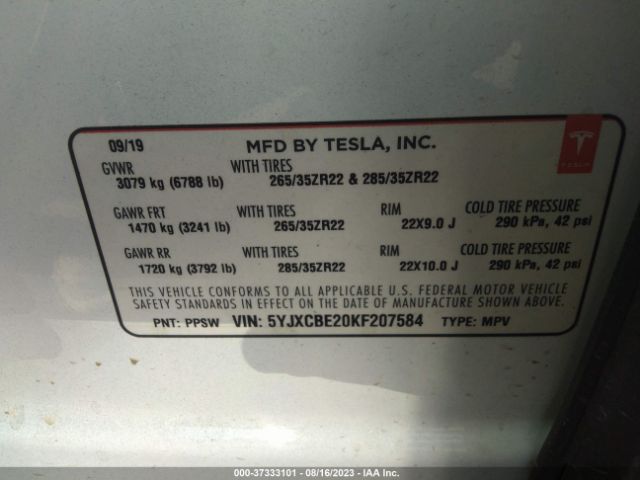 09/19 MFD BY TESLA, INC.
TESLA
GVWR WITH TIRES
3079 kg (6788 lb) 265/35ZR22 & 285/35ZR22
GAWR FRT WITH TIRES RIM COLD TIRE PRESSURE
1470 kg (3241 lb) 265/35ZR22 22X9.0 J 290 kPa, 42 psi
GAWR RR WITH TIRES RIM COLD TIRE PRESSURE
1720 kg (3792 lb) 285/35ZR22 22X10.0 J 290 kPa, 42 psi
THIS VEHICLE CONFORMS TO ALL APPLICABLE U.S. FEDERAL MOTOR VEHICLE
SAFETY STANDARDS IN EFFECT ON THE DATE OF MANUFACTURE SHOWN ABOVE.
PNT: PPSW VIN: 5YJXCBE20KF207584 TYPE: MPV
000-37333101 - 08/16/2023 - IAA Inc.